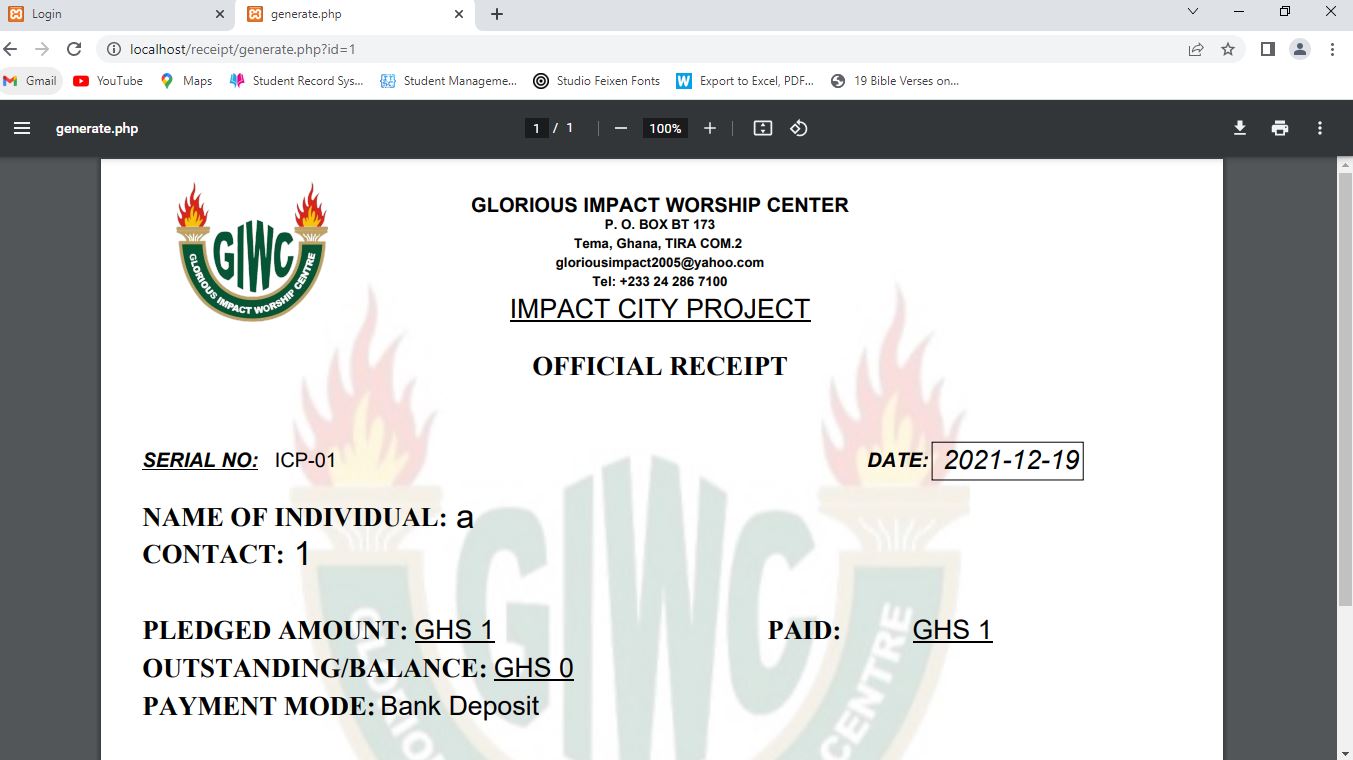 Login
generate.php
localhost/receipt/generate.php?id=1
Gmail YouTube Maps Student Record Sys... Student Manageme... Studio Feixen Fonts Export to Excel, PDF... 19 Bible Verses on...
generate.php 1 / 1 100%
GIWC
GLORIOUS IMPACT WORSHIP CENTRE
GLORIOUS IMPACT WORSHIP CENTER
P. O. BOX BT 173
Tema, Ghana, TIRA COM.2
gloriousimpact2005@yahoo.com
Tel: +233 24 286 7100
IMPACT CITY PROJECT
OFFICIAL RECEIPT
SERIAL NO: ICP-01 DATE: 2021-12-19
NAME OF INDIVIDUAL: a
CONTACT: 1
PLEDGED AMOUNT: GHS 1 PAID: GHS 1
OUTSTANDING/BALANCE: GHS 0
PAYMENT MODE: Bank Deposit
GIWC
CENTRE